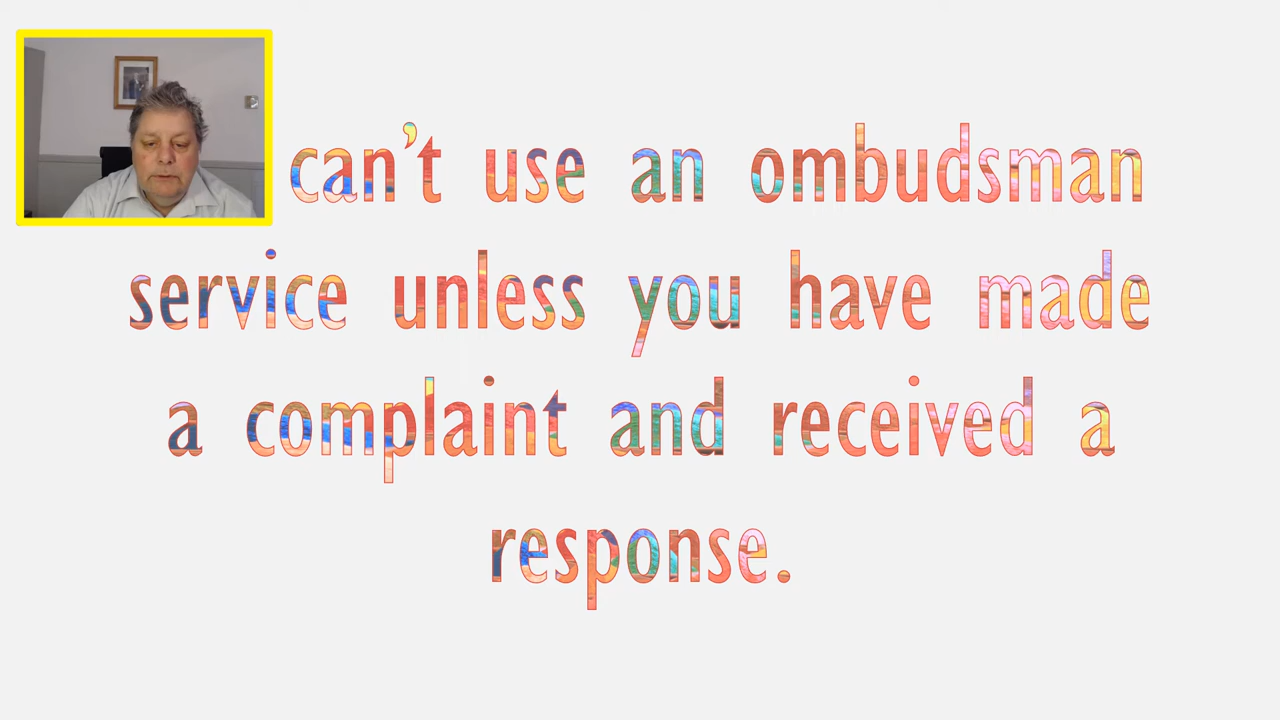 can’t use an ombudsman
service unless you have made
a complaint and received a
response.